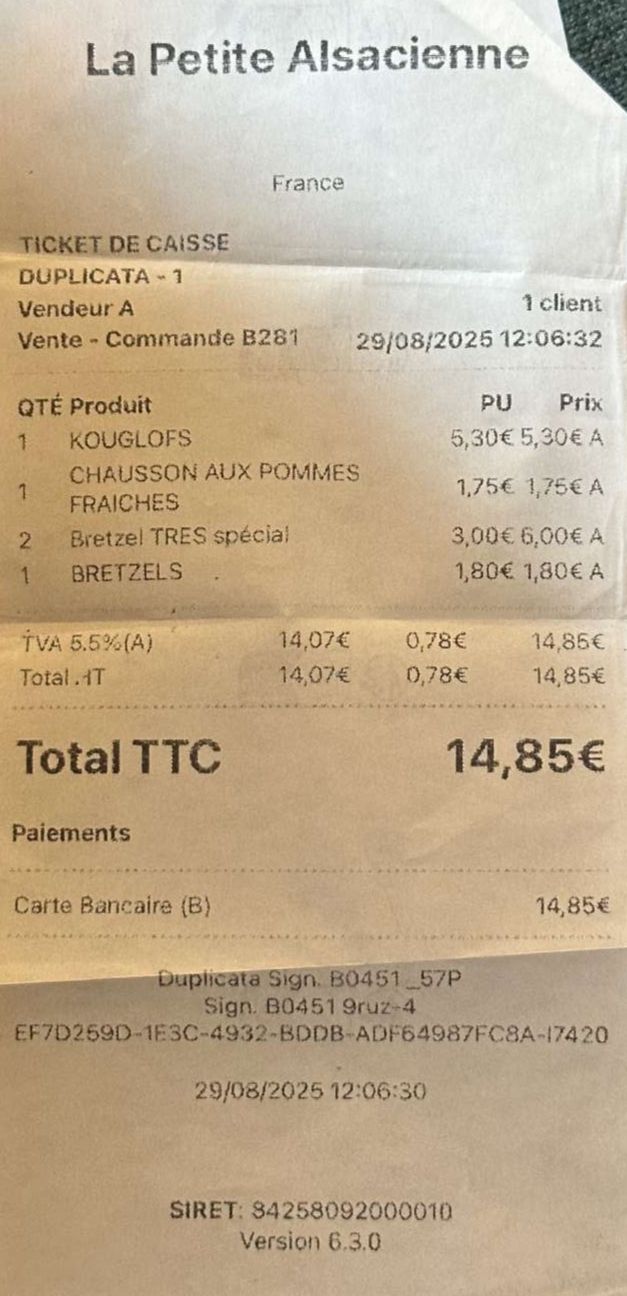 La Petite Alsacienne
France
TICKET DE CAISSE
DUPLICATA - 1
Vendeur A 1 client
Vente - Commande B281 29/08/2025 12:06:32
QTÉ Produit PU Prix
1 KOUGLOFS 5,30€ 5,30€ A
1 CHAUSSON AUX POMMES FRAICHES 1,75€ 1,75€ A
2 Bretzel TRES spécial 3,00€ 6,00€ A
1 BRETZELS 1,80€ 1,80€ A
TVA 5.5%(A) 14,07€ 0,78€ 14,85€
Total HT 14,07€ 0,78€ 14,85€
Total TTC 14,85€
Paiements
Carte Bancaire (B) 14,85€
Duplicata Sign. B0451_57P
Sign. B0451 9ruz-4
EF7D259D-1E3C-4932-BDDB-ADF64987FC8A-I7420
29/08/2025 12:06:30
SIRET: 84258092000010
Version 6.3.0